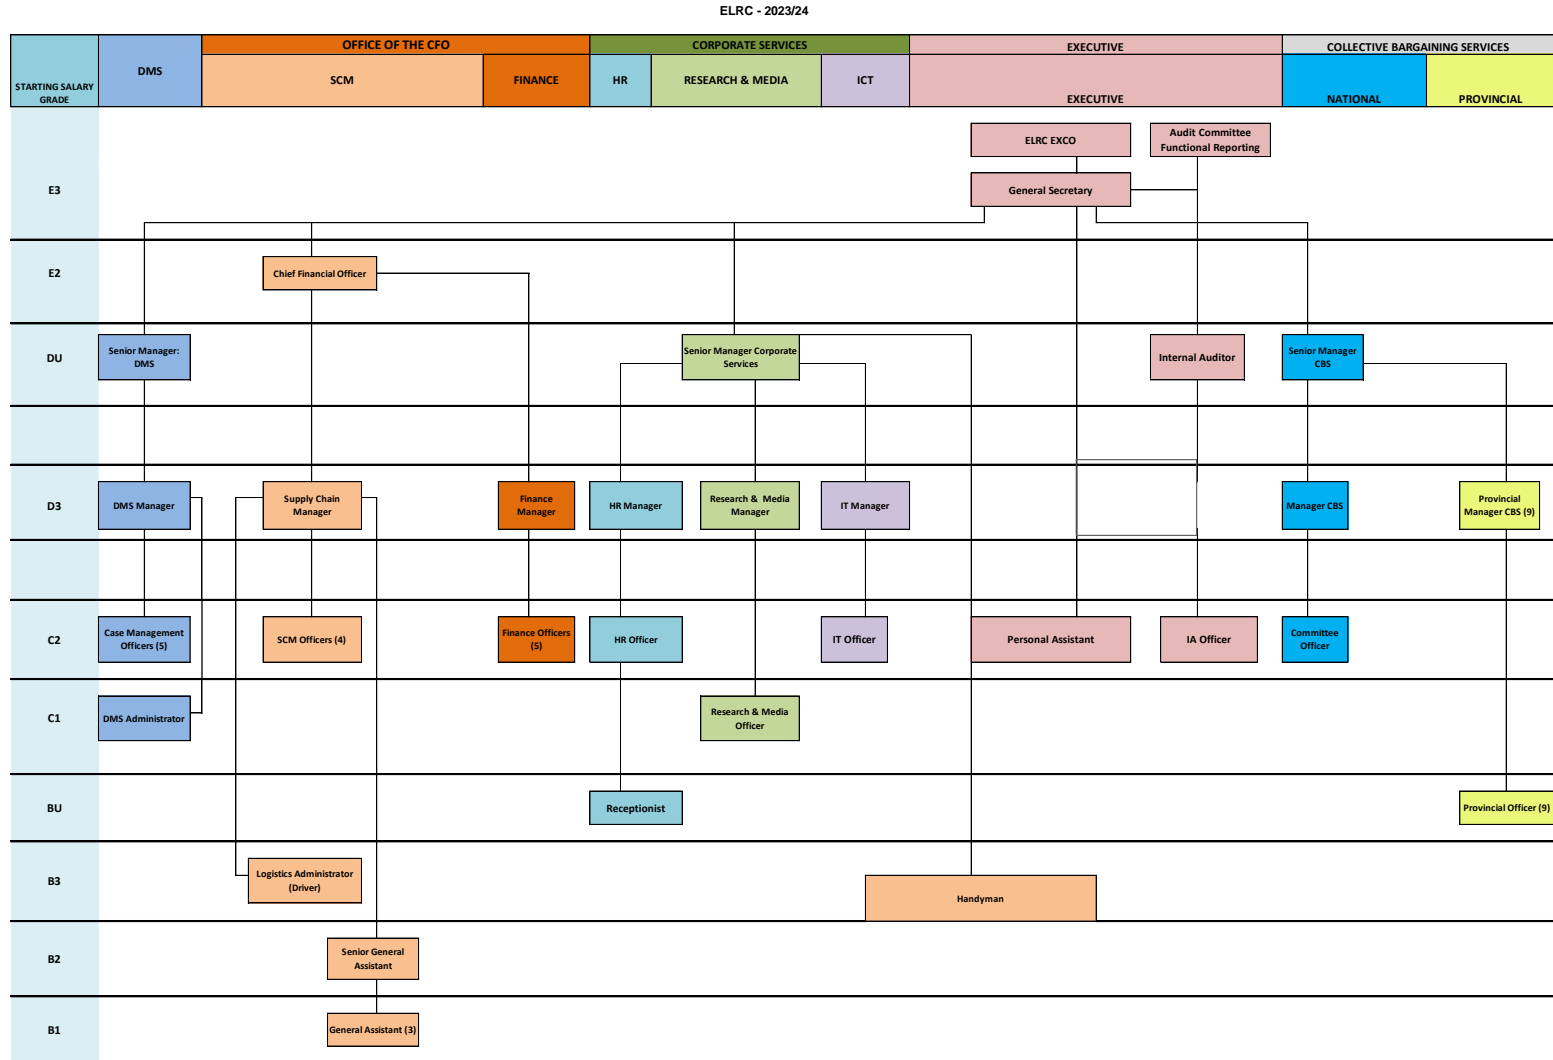 ELRC - 2023/24
OFFICE OF THE CFO
CORPORATE SERVICES
EXECUTIVE
COLLECTIVE BARGAINING SERVICES
STARTING SALARY
GRADE
DMS
SCM
FINANCE
HR
RESEARCH & MEDIA
ICT
EXECUTIVE
NATIONAL
PROVINCIAL
ELRC EXCO
Audit Committee
Functional Reporting
E3
General Secretary
E2
Chief Financial Officer
DU
Senior Manager:
DMS
Senior Manager Corporate
Services
Internal Auditor
Senior Manager
CBS
D3
DMS Manager
Supply Chain
Manager
Finance
Manager
HR Manager
Research & Media
Manager
IT Manager
Manager CBS
Provincial
Manager CBS (9)
C2
Case Management
Officers (5)
SCM Officers (4)
Finance Officers
(5)
HR Officer
IT Officer
Personal Assistant
IA Officer
Committee
Officer
C1
DMS Administrator
Research & Media
Officer
BU
Receptionist
Provincial Officer (9)
B3
Logistics Administrator
(Driver)
Handyman
B2
Senior General
Assistant
B1
General Assistant (3)